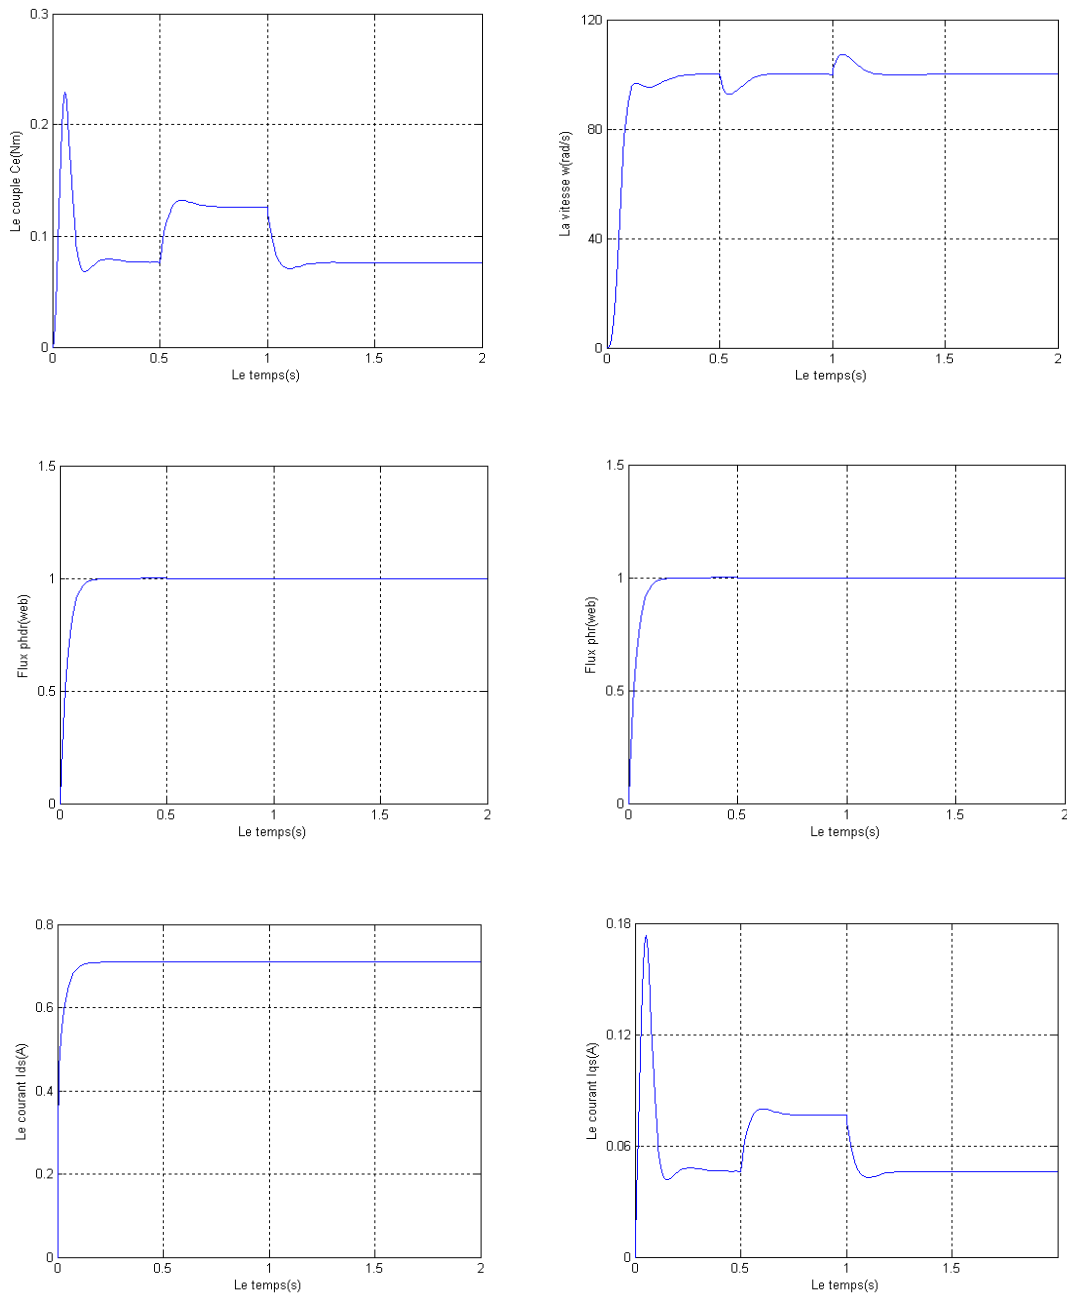 0.3
0.2
0.1
0
Le couple Ce(Nm)
0 0.5 1 1.5 2
Le temps(s)
120
80
40
0
La vitesse w(rad/s)
0 0.5 1 1.5 2
Le temps(s)
1.5
1
0.5
0
Flux phdr(web)
0 0.5 1 1.5 2
Le temps(s)
1.5
1
0.5
0
Flux phr(web)
0 0.5 1 1.5 2
Le temps(s)
0.8
0.6
0.4
0.2
0
Le courant Ids(A)
0 0.5 1 1.5 2
Le temps(s)
0.18
0.12
0.06
0
Le courant Iqs(A)
0 0.5 1 1.5
Le temps(s)